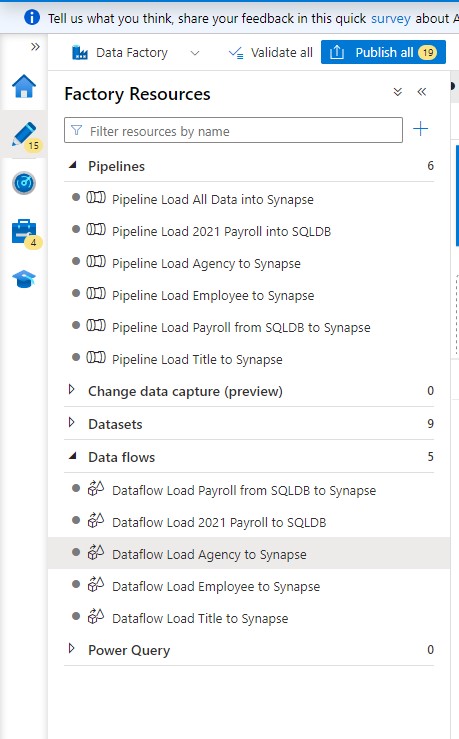 Tell us what you think, share your feedback in this quick survey about A
Data Factory Validate all Publish all 19
Factory Resources
Filter resources by name
15
Pipelines 6
Pipeline Load All Data into Synapse
Pipeline Load 2021 Payroll into SQLDB
4
Pipeline Load Agency to Synapse
Pipeline Load Employee to Synapse
Pipeline Load Payroll from SQLDB to Synapse
Pipeline Load Title to Synapse
Change data capture (preview) 0
Datasets 9
Data flows 5
Dataflow Load Payroll from SQLDB to Synapse
Dataflow Load 2021 Payroll to SQLDB
Dataflow Load Agency to Synapse
Dataflow Load Employee to Synapse
Dataflow Load Title to Synapse
Power Query 0